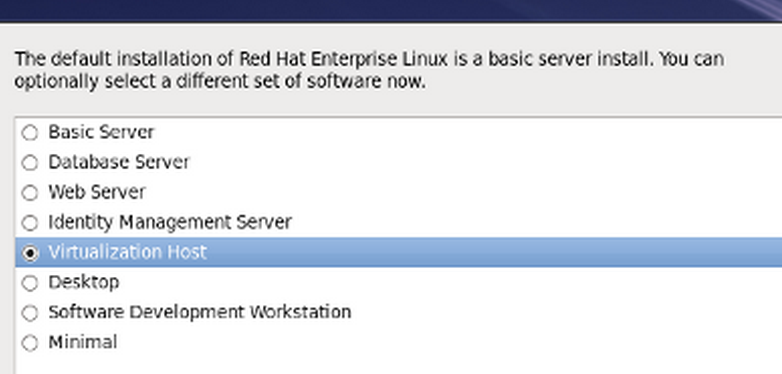 The default installation of Red Hat Enterprise Linux is a basic server install. You can
optionally select a different set of software now.
Basic Server
Database Server
Web Server
Identity Management Server
Virtualization Host
Desktop
Software Development Workstation
Minimal